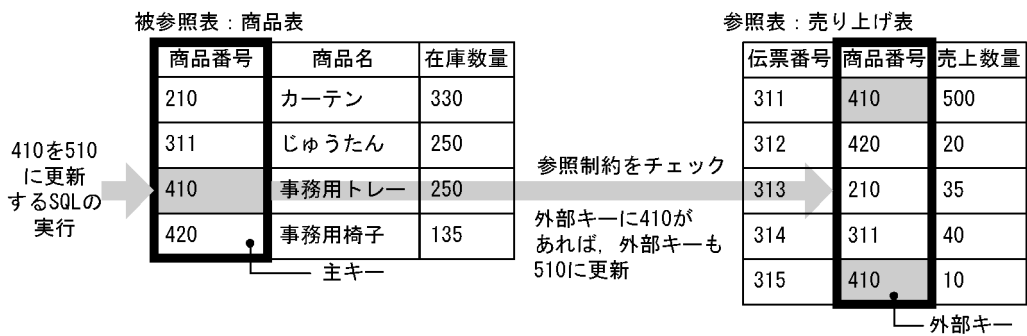 被参照表：商品表
商品番号 商品名 在庫数量
210 カーテン 330
311 じゅうたん 250
410 事務用トレー 250
420 事務用椅子 135
主キー
410を510
に更新
するSQLの
実行
参照制約をチェック
外部キーに410が
あれば，外部キーも
510に更新
参照表：売り上げ表
伝票番号 商品番号 売上数量
311 410 500
312 420 20
313 210 35
314 311 40
315 410 10
外部キー